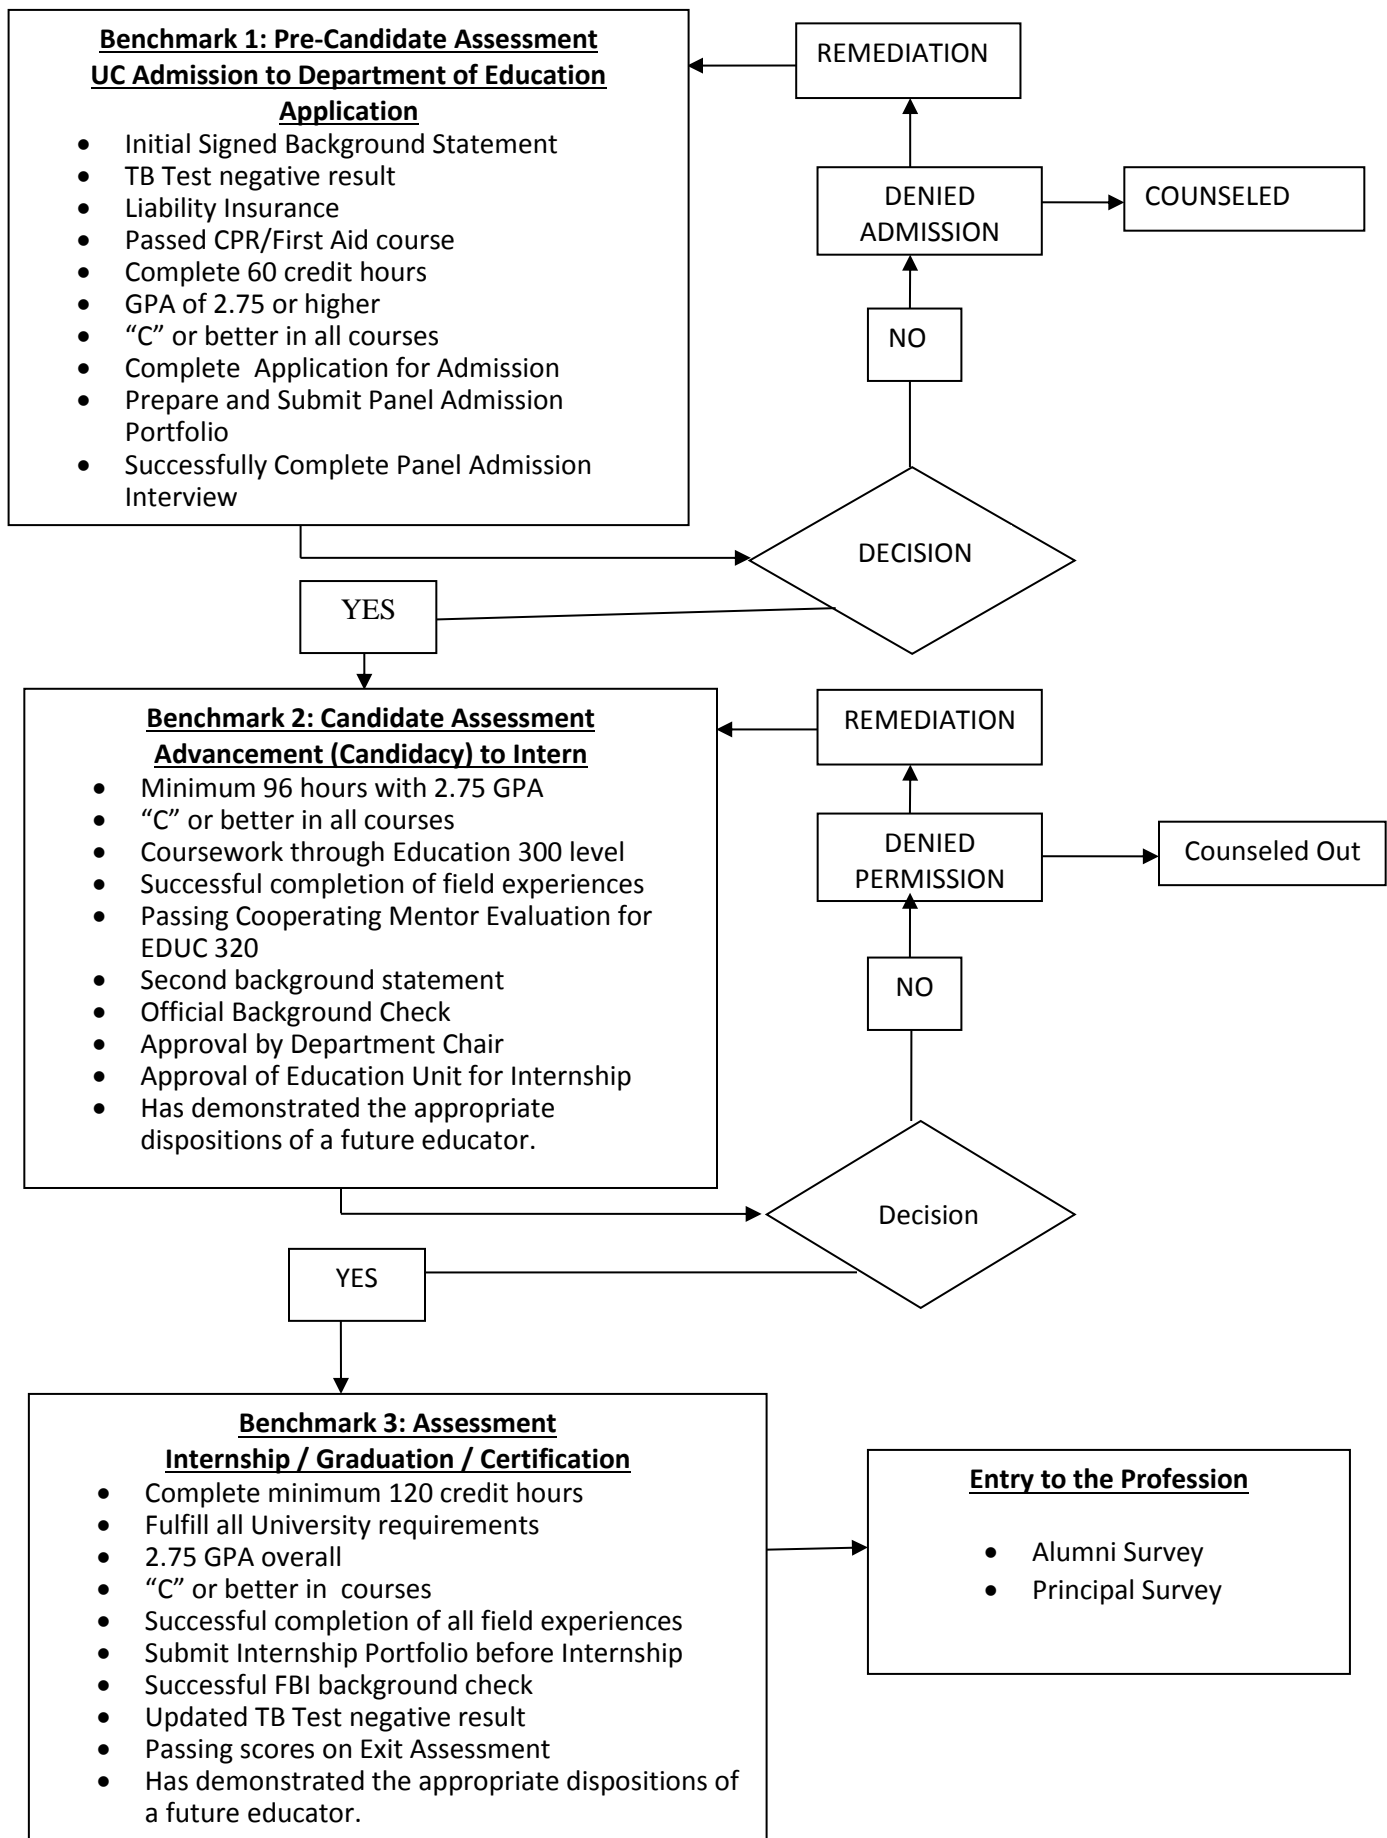 Benchmark 1: Pre-Candidate Assessment
UC Admission to Department of Education
Application
• Initial Signed Background Statement
• TB Test negative result
• Liability Insurance
• Passed CPR/First Aid course
• Complete 60 credit hours
• GPA of 2.75 or higher
• “C” or better in all courses
• Complete  Application for Admission
• Prepare and Submit Panel Admission
Portfolio
• Successfully Complete Panel Admission
Interview
REMEDIATION
DENIED
ADMISSION
COUNSELED
NO
DECISION
YES
Benchmark 2: Candidate Assessment
Advancement (Candidacy) to Intern
• Minimum 96 hours with 2.75 GPA
• “C” or better in all courses
• Coursework through Education 300 level
• Successful completion of field experiences
• Passing Cooperating Mentor Evaluation for
EDUC 320
• Second background statement
• Official Background Check
• Approval by Department Chair
• Approval of Education Unit for Internship
• Has demonstrated the appropriate
dispositions of a future educator.
REMEDIATION
DENIED
PERMISSION
Counseled Out
NO
Decision
YES
Benchmark 3: Assessment
Internship / Graduation / Certification
• Complete minimum 120 credit hours
• Fulfill all University requirements
• 2.75 GPA overall
• “C” or better in  courses
• Successful completion of all field experiences
• Submit Internship Portfolio before Internship
• Successful FBI background check
• Updated TB Test negative result
• Passing scores on Exit Assessment
• Has demonstrated the appropriate dispositions of
a future educator.
Entry to the Profession
• Alumni Survey
• Principal Survey